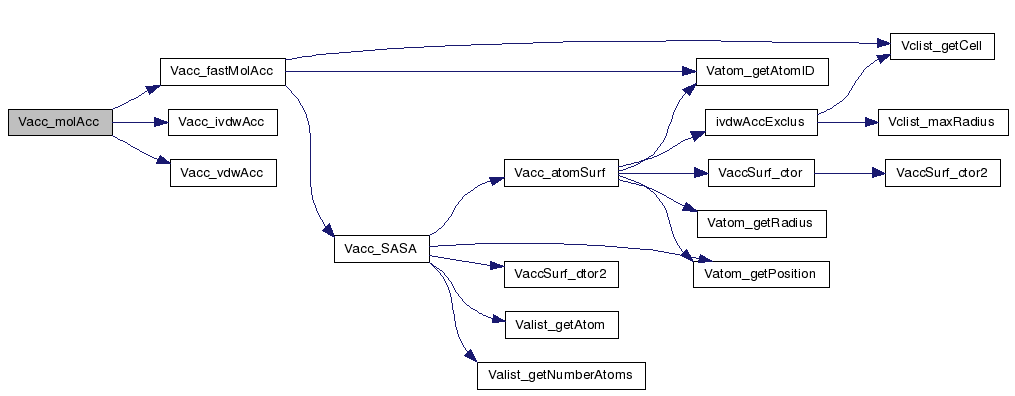 Vclist_getCell
Vacc_fastMolAcc
Vatom_getAtomID
Vacc_molAcc
Vacc_ivdwAcc
ivdwAccExclus
Vclist_maxRadius
Vacc_vdwAcc
Vacc_atomSurf
VaccSurf_ctor
VaccSurf_ctor2
Vatom_getRadius
Vacc_SASA
VaccSurf_dtor2
Vatom_getPosition
Valist_getAtom
Valist_getNumberAtoms